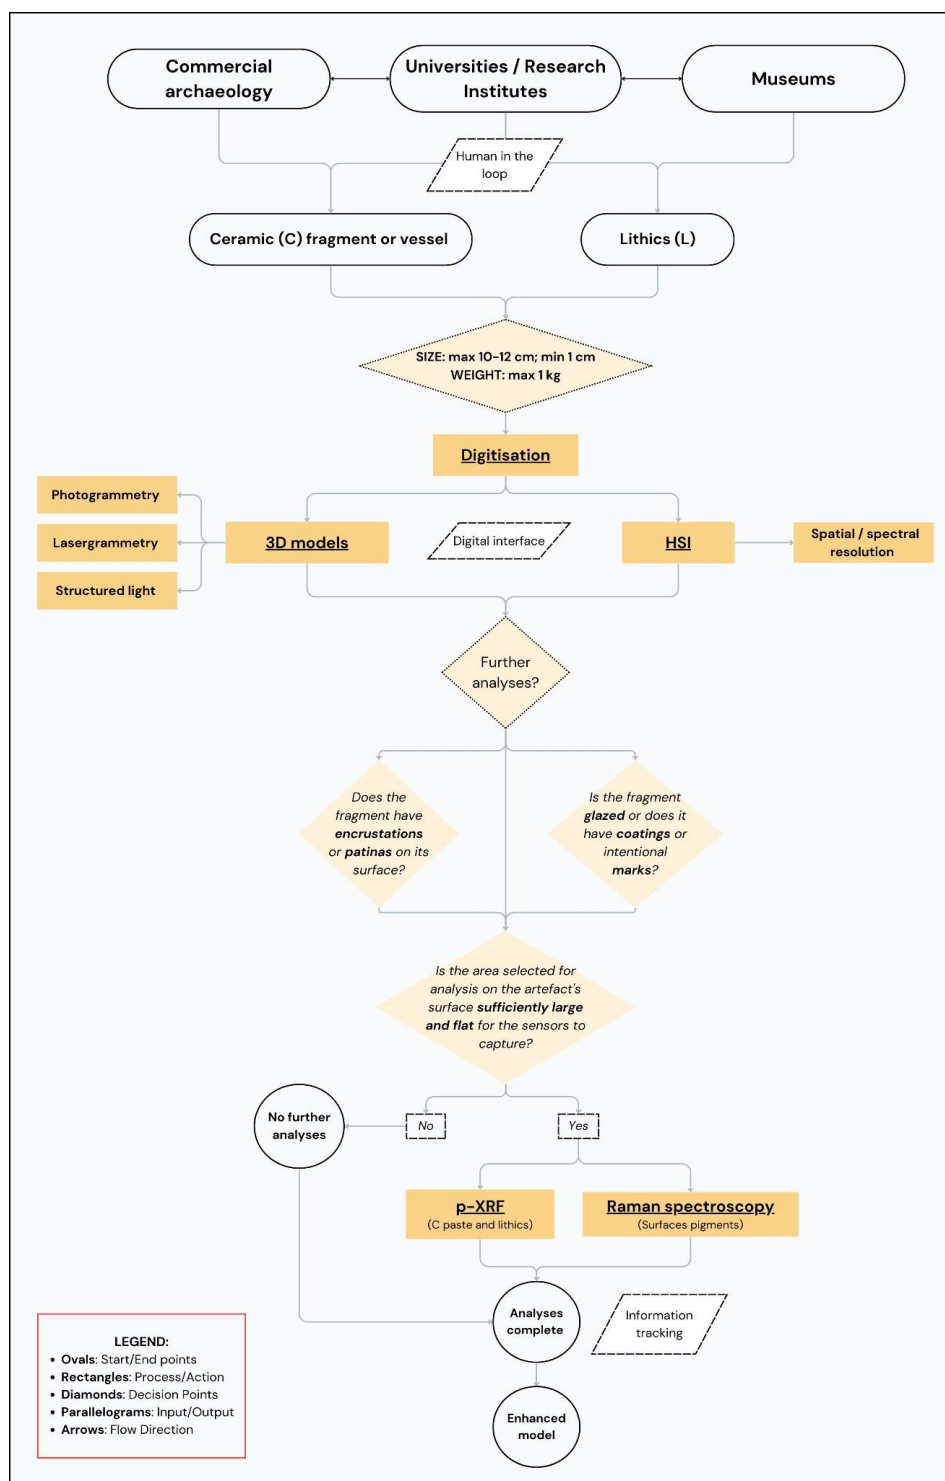 Commercial
archaeology
Universities / Research
Institutes
Museums
Human in the
loop
Ceramic (C) fragment or vessel
Lithics (L)
SIZE: max 10-12 cm; min 1 cm
WEIGHT: max 1 kg
Digitisation
Photogrammetry
Lasergrammetry
Structured light
3D models
Digital interface
HSI
Spatial / spectral
resolution
Further
analyses?
Does the
fragment have
encrustations
or patinas on its
surface?
Is the fragment
glazed or does it
have coatings or
intentional
marks?
Is the area selected for
analysis on the artefact's
surface sufficiently large
and flat for the sensors to
capture?
No further
analyses
No
Yes
p-XRF
(C paste and lithics)
Raman spectroscopy
(Surfaces pigments)
Analyses
complete
Information
tracking
Enhanced
model
LEGEND:
• Ovals: Start/End points
• Rectangles: Process/Action
• Diamonds: Decision Points
• Parallelograms: Input/Output
• Arrows: Flow Direction